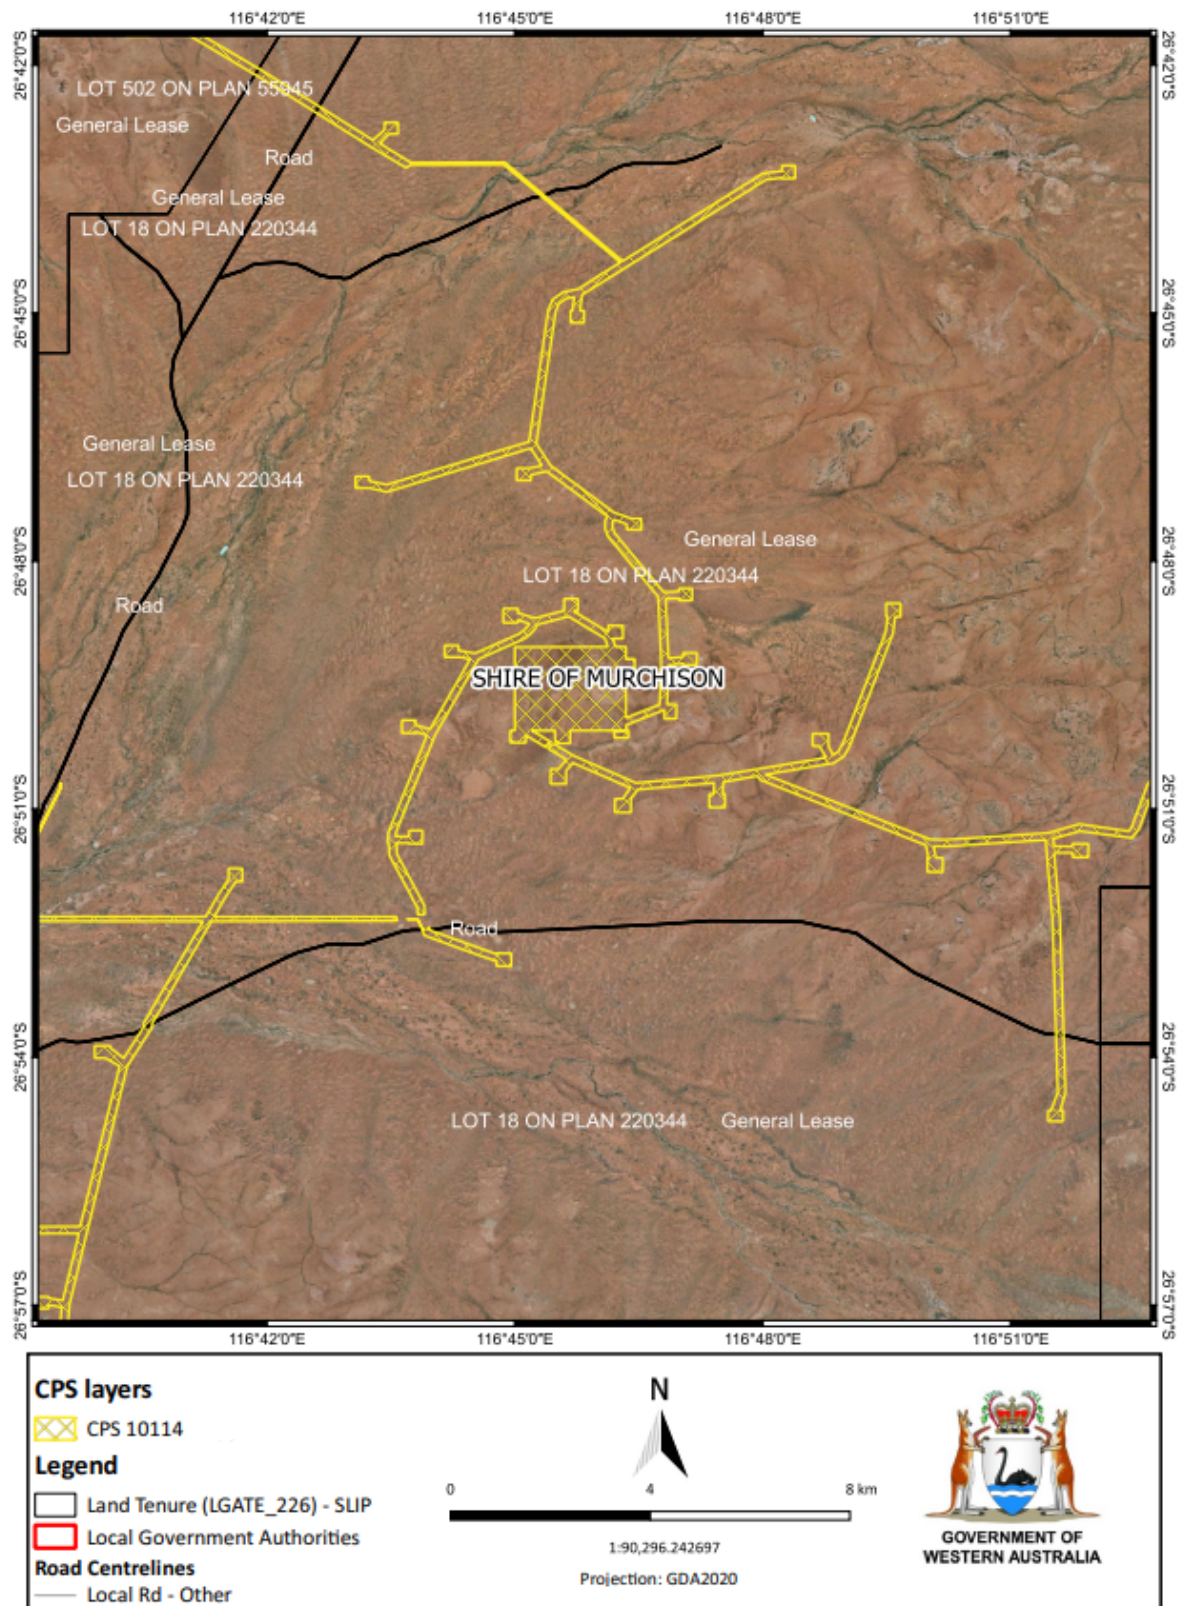 116°42'0"E
116°45'0"E
116°48'0"E
116°51'0"E
26°42'0"S
26°42'0"S
LOT 502 ON PLAN 55945
General Lease
Road
General Lease
LOT 18 ON PLAN 220344
26°45'0"S
26°45'0"S
General Lease
LOT 18 ON PLAN 220344
General Lease
26°48'0"S
26°48'0"S
LOT 18 ON PLAN 220344
Road
SHIRE OF MURCHISON
26°51'0"S
26°51'0"S
Road
26°54'0"S
26°54'0"S
LOT 18 ON PLAN 220344
General Lease
26°57'0"S
26°57'0"S
116°42'0"E
116°45'0"E
116°48'0"E
116°51'0"E
CPS layers
CPS 10114
Legend
Land Tenure (LGATE_226) - SLIP
Local Government Authorities
Road Centrelines
Local Rd - Other
N
0
4
8 km
1:90,296.242697
Projection: GDA2020
GOVERNMENT OF
WESTERN AUSTRALIA